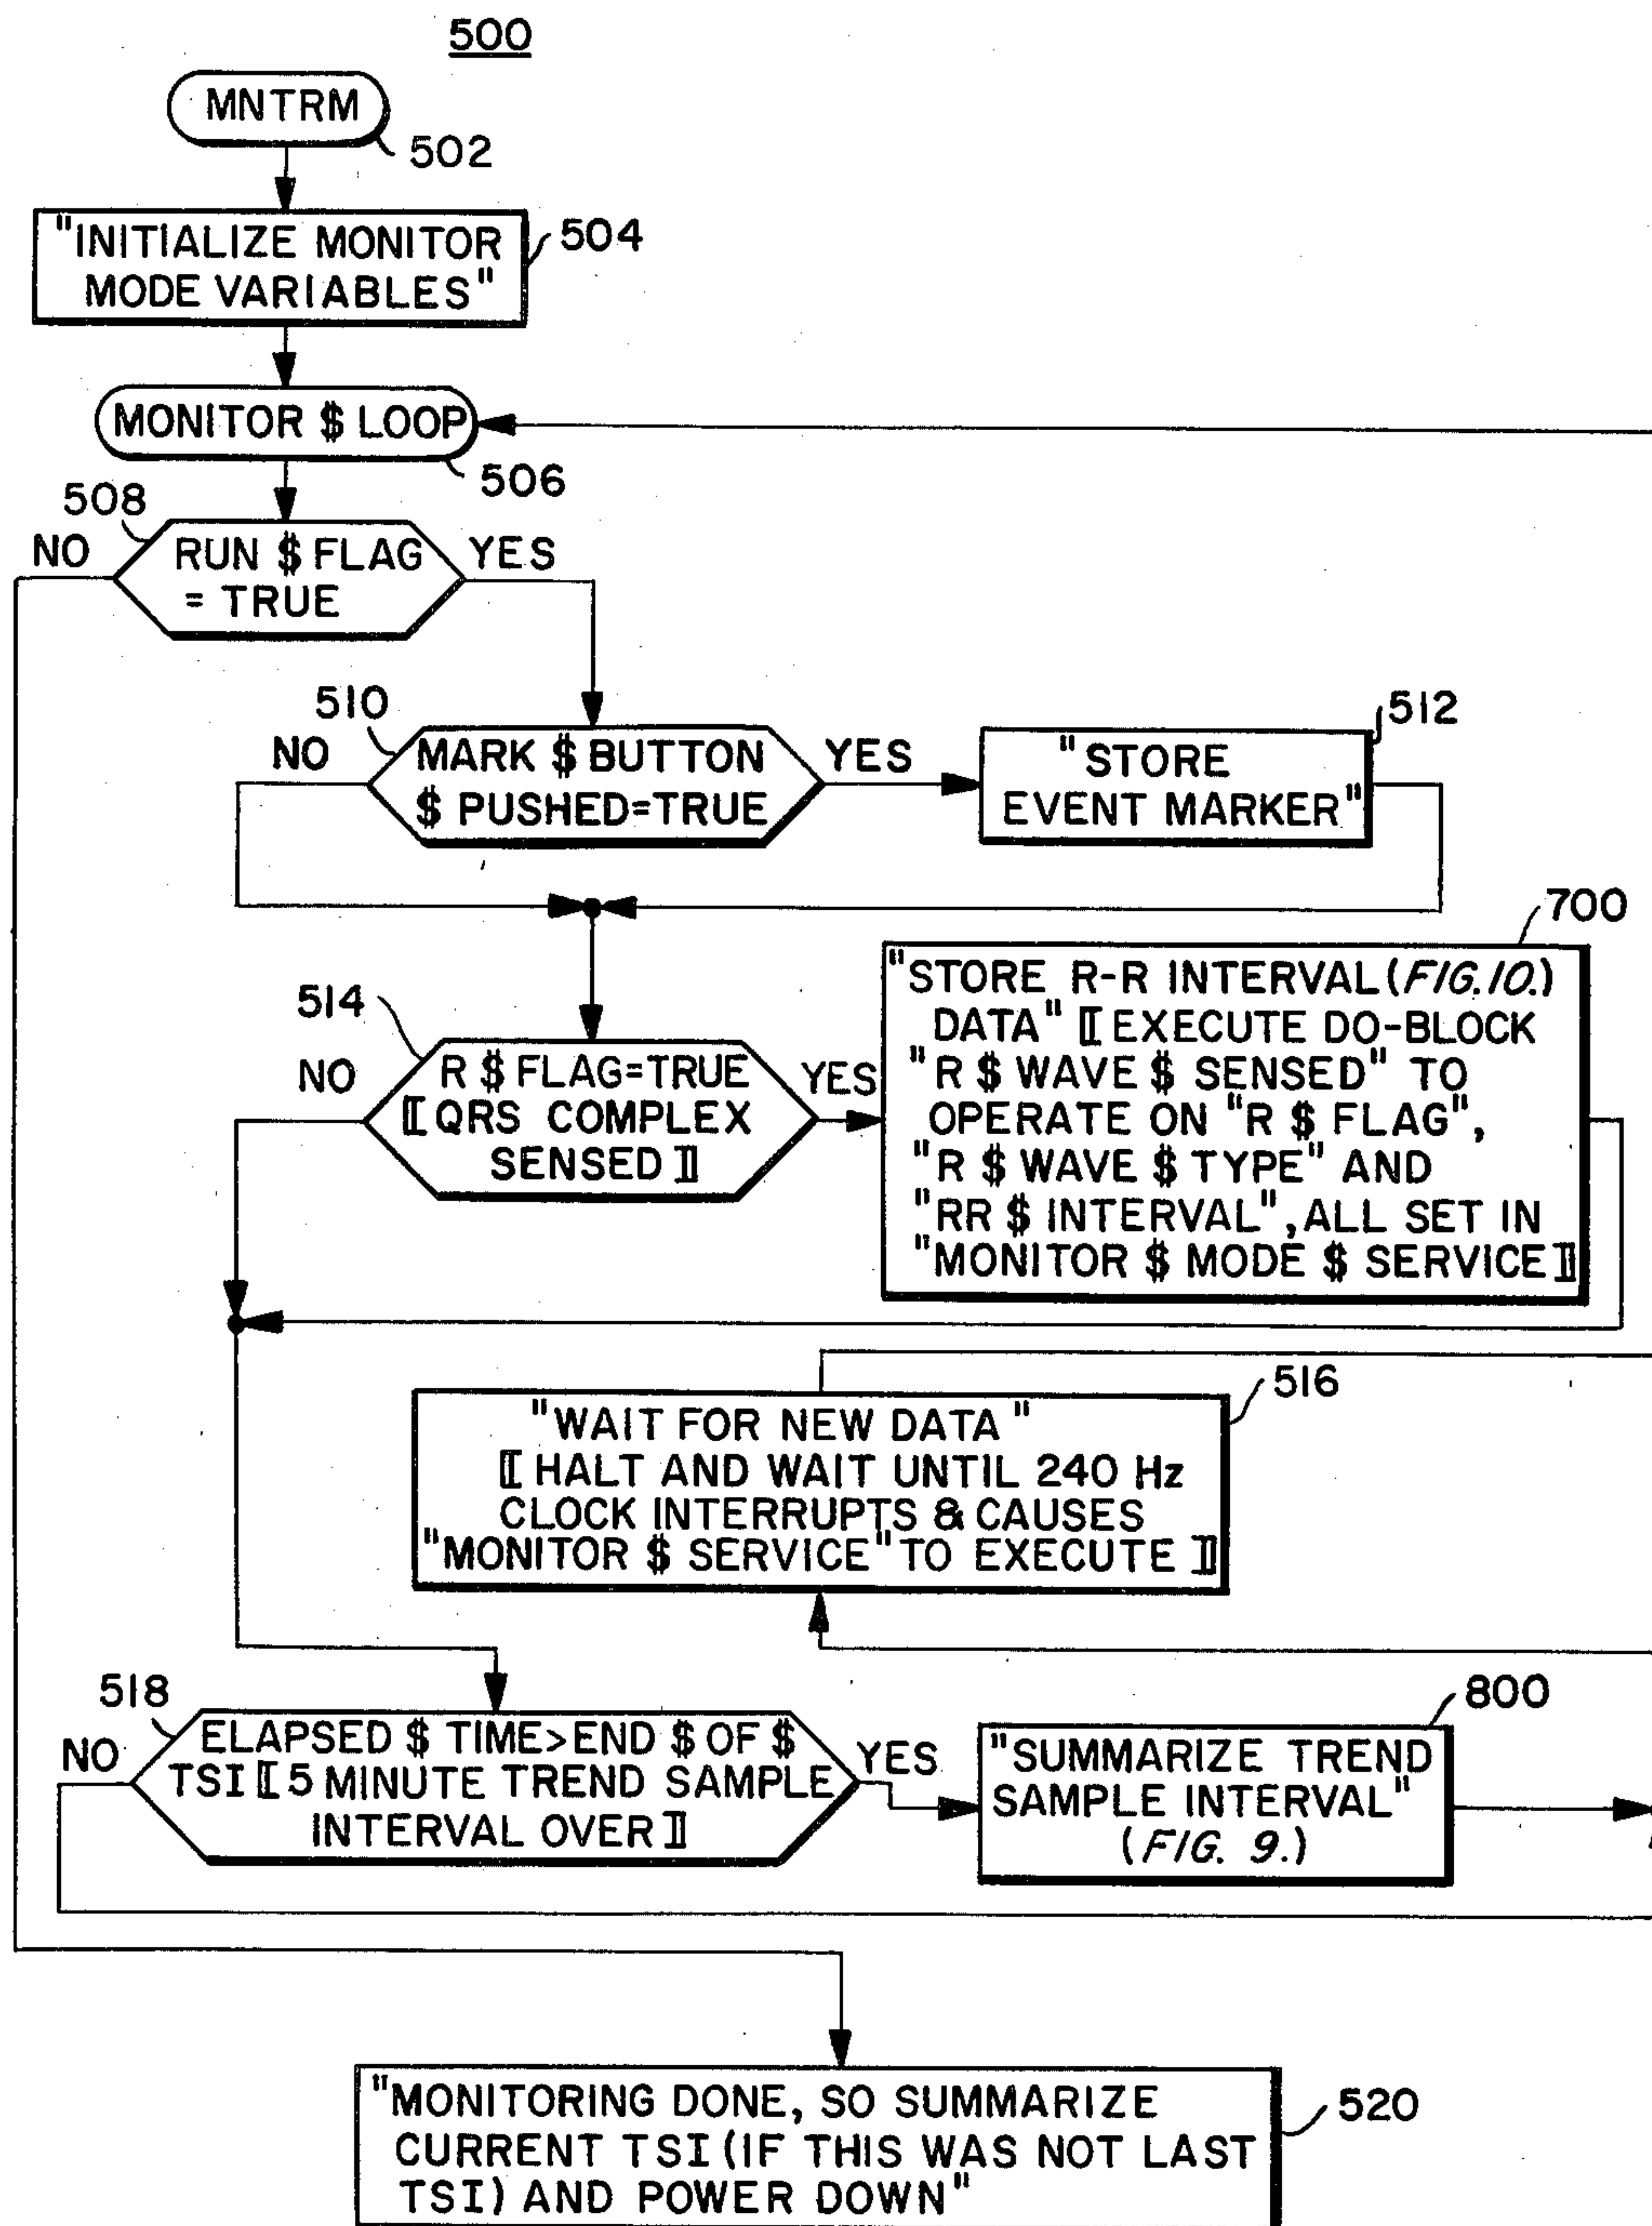 500
MNTRM
502
"INITIALIZE MONITOR
MODE VARIABLES"
504
MONITOR $ LOOP
506
508
NO
RUN $ FLAG
= TRUE
YES
510
NO
MARK $ BUTTON
$ PUSHED=TRUE
YES
512
"STORE
EVENT MARKER"
514
NO
R $ FLAG=TRUE
⟦QRS COMPLEX
SENSED⟧
YES
700
"STORE R-R INTERVAL (FIG. 10.)
DATA" ⟦EXECUTE DO-BLOCK
"R $ WAVE $ SENSED" TO
OPERATE ON "R $ FLAG",
"R $ WAVE $ TYPE" AND
"RR $ INTERVAL", ALL SET IN
"MONITOR $ MODE $ SERVICE⟧
516
"WAIT FOR NEW DATA"
⟦HALT AND WAIT UNTIL 240 Hz
CLOCK INTERRUPTS & CAUSES
"MONITOR $ SERVICE" TO EXECUTE⟧
518
NO
ELAPSED $ TIME>END $ OF $
TSI ⟦5 MINUTE TREND SAMPLE
INTERVAL OVER⟧
YES
800
"SUMMARIZE TREND
SAMPLE INTERVAL"
(FIG. 9.)
"MONITORING DONE, SO SUMMARIZE
CURRENT TSI (IF THIS WAS NOT LAST
TSI) AND POWER DOWN"
520